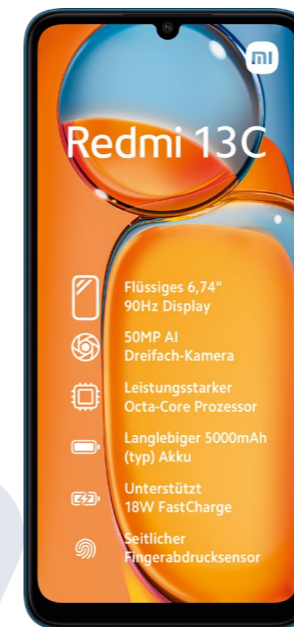 mi
Redmi 13C
Flüssiges 6,74"
90Hz Display
50MP AI
Dreifach-Kamera
Leistungsstarker
Octa-Core Prozessor
Langlebiger 5000mAh
(typ) Akku
Unterstützt
18W FastCharge
Seitlicher
Fingerabdrucksensor